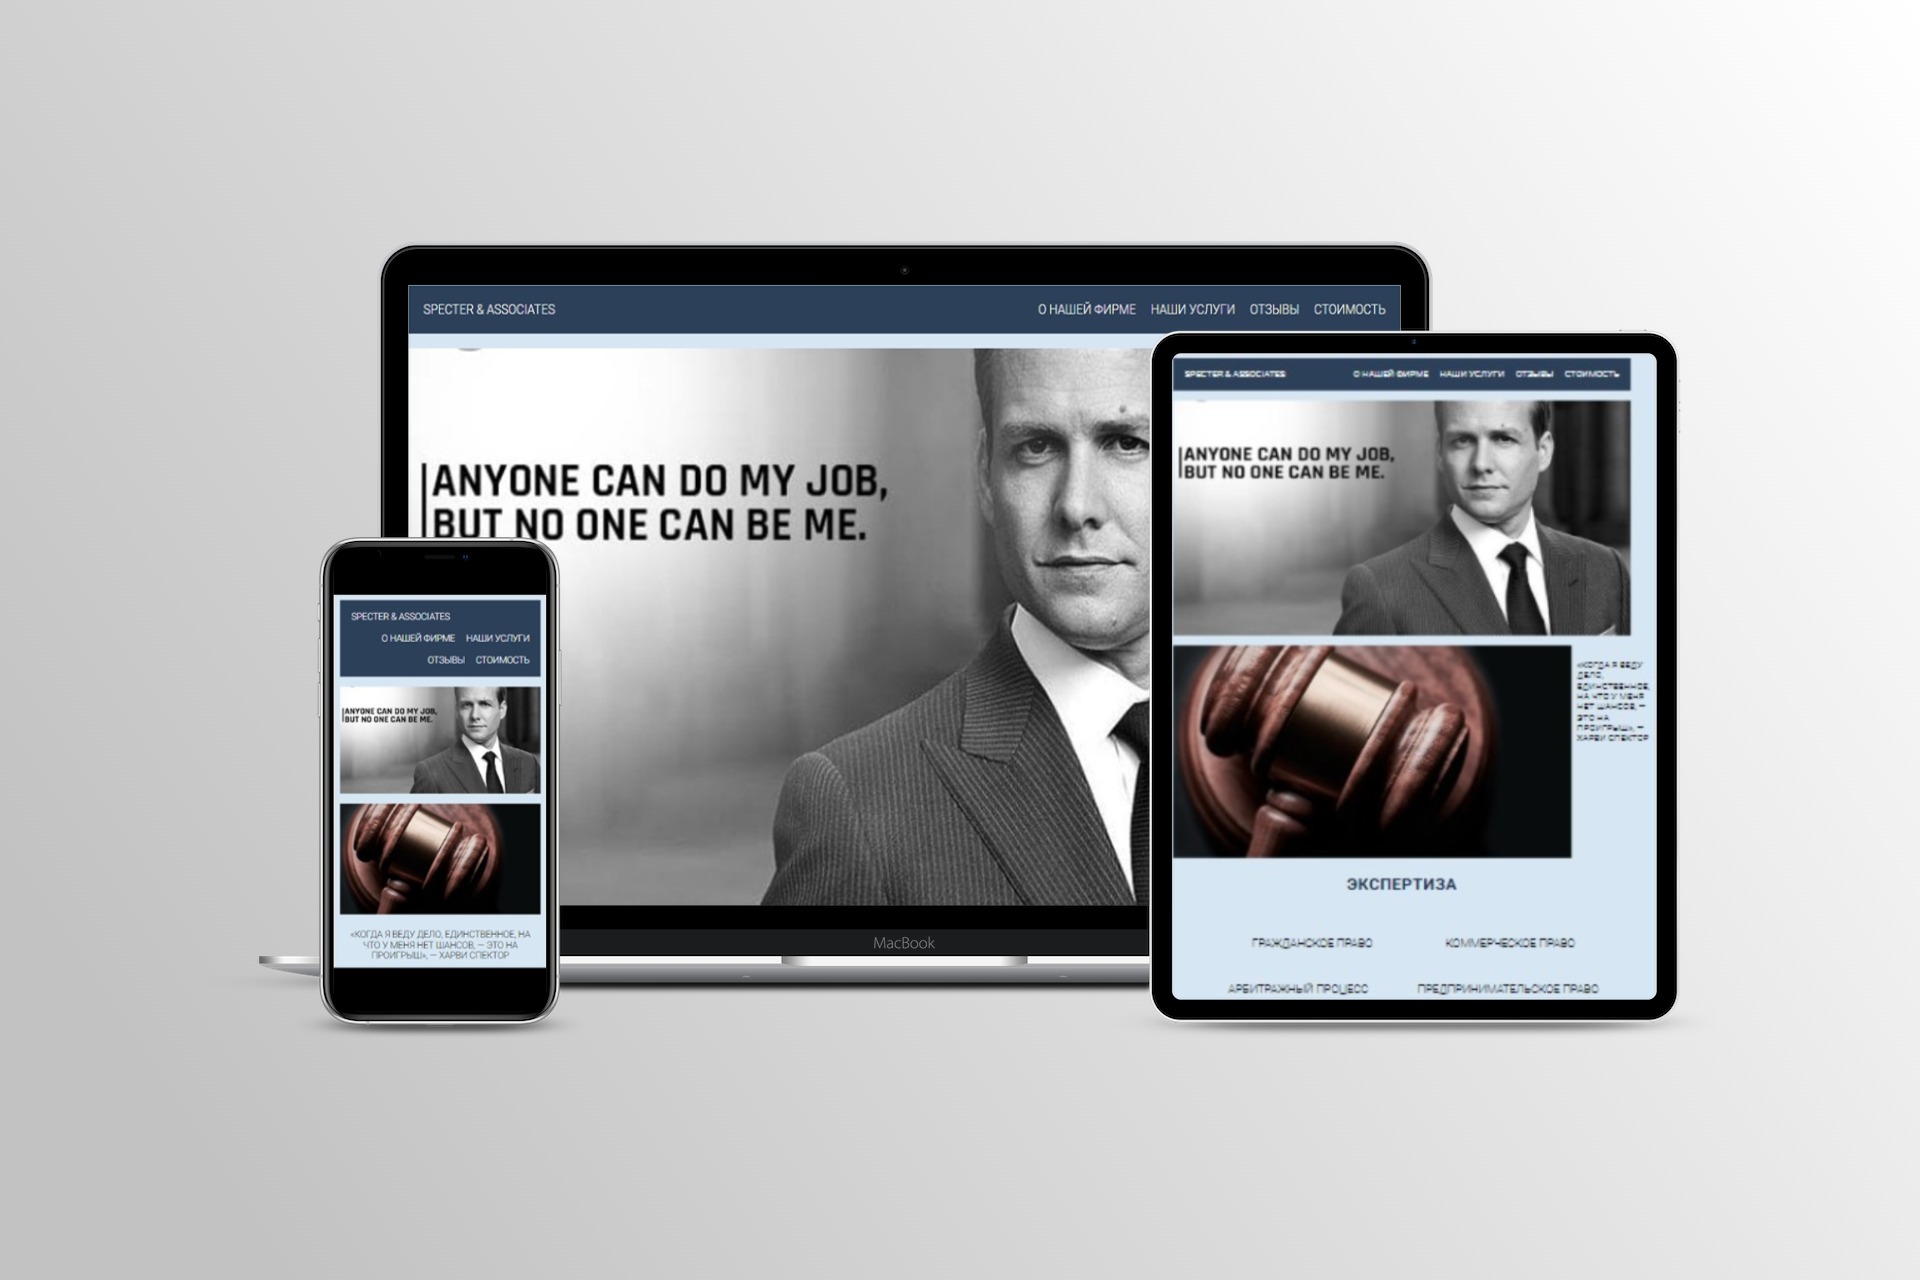 SPECTER & ASSOCIATES
О НАШЕЙ ФИРМЕ НАШИ УСЛУГИ ОТЗЫВЫ СТОИМОСТЬ
ANYONE CAN DO MY JOB,
BUT NO ONE CAN BE ME.
MacBook
SPECTER & ASSOCIATES
О НАШЕЙ ФИРМЕ НАШИ УСЛУГИ
ОТЗЫВЫ СТОИМОСТЬ
ANYONE CAN DO MY JOB,
BUT NO ONE CAN BE ME.
«КОГДА Я ВЕДУ ДЕЛО, ЕДИНСТВЕННОЕ, НА
ЧТО У МЕНЯ НЕТ ШАНСОВ, — ЭТО НА
ПРОИГРЫШ», — ХАРВИ СПЕКТОР
SPECTER & ASSOCIATES
О НАШЕЙ ФИРМЕ НАШИ УСЛУГИ ОТЗЫВЫ СТОИМОСТЬ
ANYONE CAN DO MY JOB,
BUT NO ONE CAN BE ME.
«КОГДА Я ВЕДУ
ДЕЛО,
ЕДИНСТВЕННОЕ,
НА ЧТО У МЕНЯ
НЕТ ШАНСОВ, —
ЭТО НА
ПРОИГРЫШ», —
ХАРВИ СПЕКТОР
ЭКСПЕРТИЗА
ГРАЖДАНСКОЕ ПРАВО КОММЕРЧЕСКОЕ ПРАВО
АРБИТРАЖНЫЙ ПРОЦЕСС ПРЕДПРИНИМАТЕЛЬСКОЕ ПРАВО